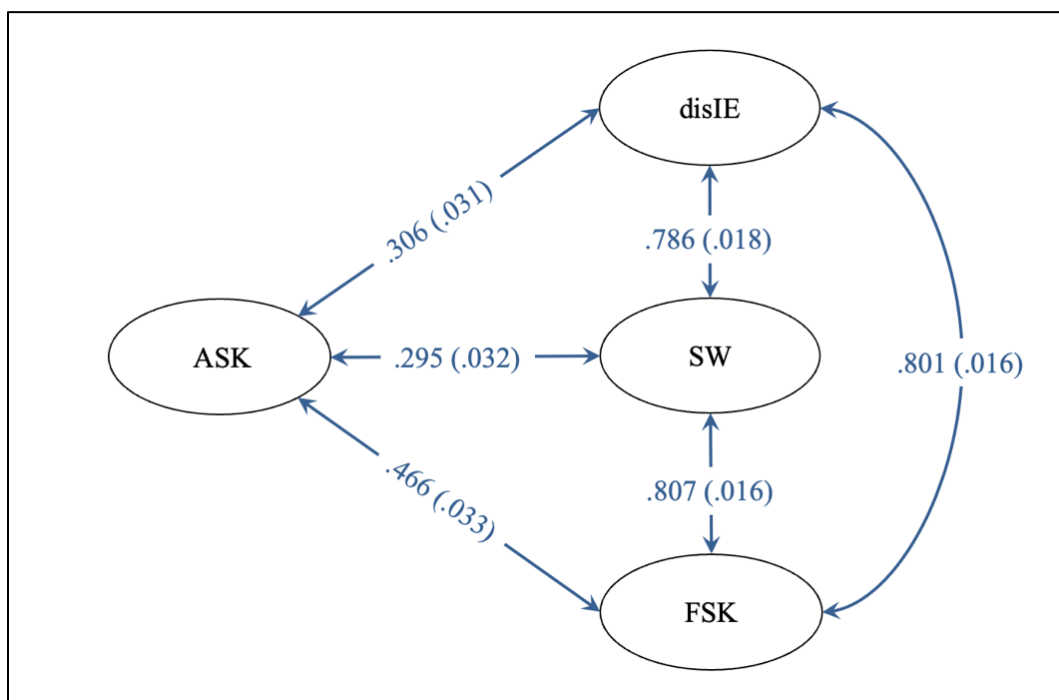 disIE
.306 (.031)
.786 (.018)
ASK
.295 (.032)
SW
.801 (.016)
.466 (.033)
.807 (.016)
FSK